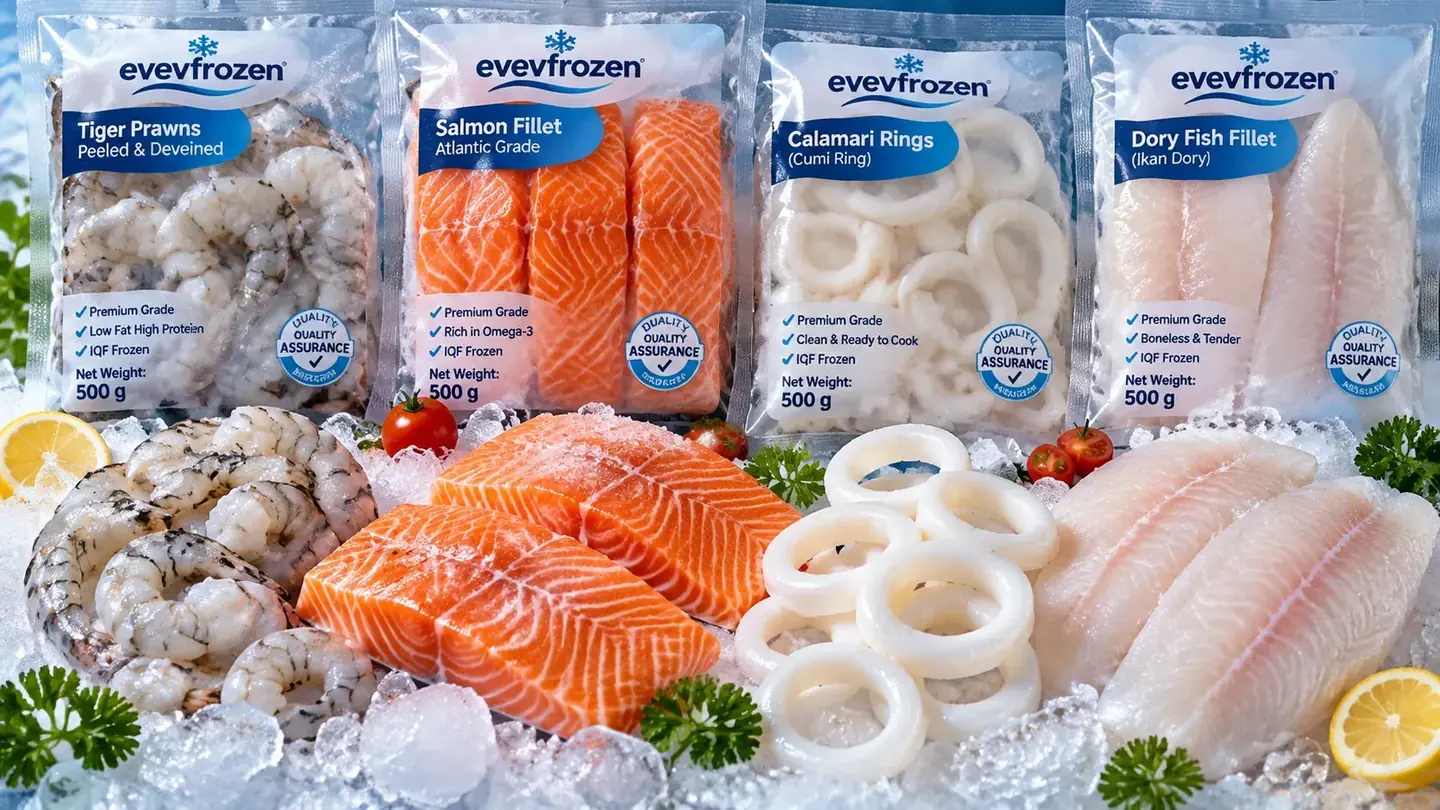 evevfrozen
Tiger Prawns
Peeled & Deveined
✓ Premium Grade
✓ Low Fat High Protein
✓ IQF Frozen
Net Weight:
500 g
QUALITY
ASSURANCE
evevfrozen
Salmon Fillet
Atlantic Grade
✓ Premium Grade
✓ Rich in Omega-3
✓ IQF Frozen
Net Weight:
500 g
QUALITY
ASSURANCE
evevfrozen
Calamari Rings
(Cumi Ring)
✓ Premium Grade
✓ Clean & Ready to Cook
✓ IQF Frozen
Net Weight:
500 g
QUALITY
ASSURANCE
evevfrozen
Dory Fish Fillet
(Ikan Dory)
✓ Premium Grade
✓ Boneless & Tender
✓ IQF Frozen
Net Weight:
500 g
QUALITY
ASSURANCE